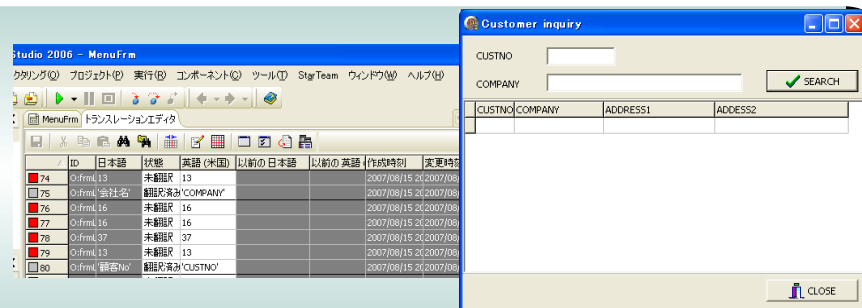 Studio 2006 - MenuFrm
プロジェクト(P) 実行(R) コンポーネント(C) ツール(T) StarTeam ウィンドウ(W) ヘルプ(H)
MenuFrm トランスレーションエディタ
ID 日本語 状態 英語 (米国) 以前の日本語 以前の英語 作成時刻 変更時刻
74 O:frmL 13 未翻訳 13 2007/08/15 2 2007/08/
75 O:frmL '会社名' 翻訳済み 'COMPANY' 2007/08/15 2 2007/08/
76 O:frmL 16 未翻訳 16 2007/08/15 2 2007/08/
77 O:frmL 16 未翻訳 16 2007/08/15 2 2007/08/
78 O:frmL 37 未翻訳 37 2007/08/15 2 2007/08/
79 O:frmL 13 未翻訳 13 2007/08/15 2 2007/08/
80 O:frmL '顧客No' 翻訳済み 'CUSTNO' 2007/08/15 2 2007/08/
Customer inquiry
CUSTNO
COMPANY
SEARCH
CUSTNO COMPANY ADDRESS1 ADDESS2
CLOSE